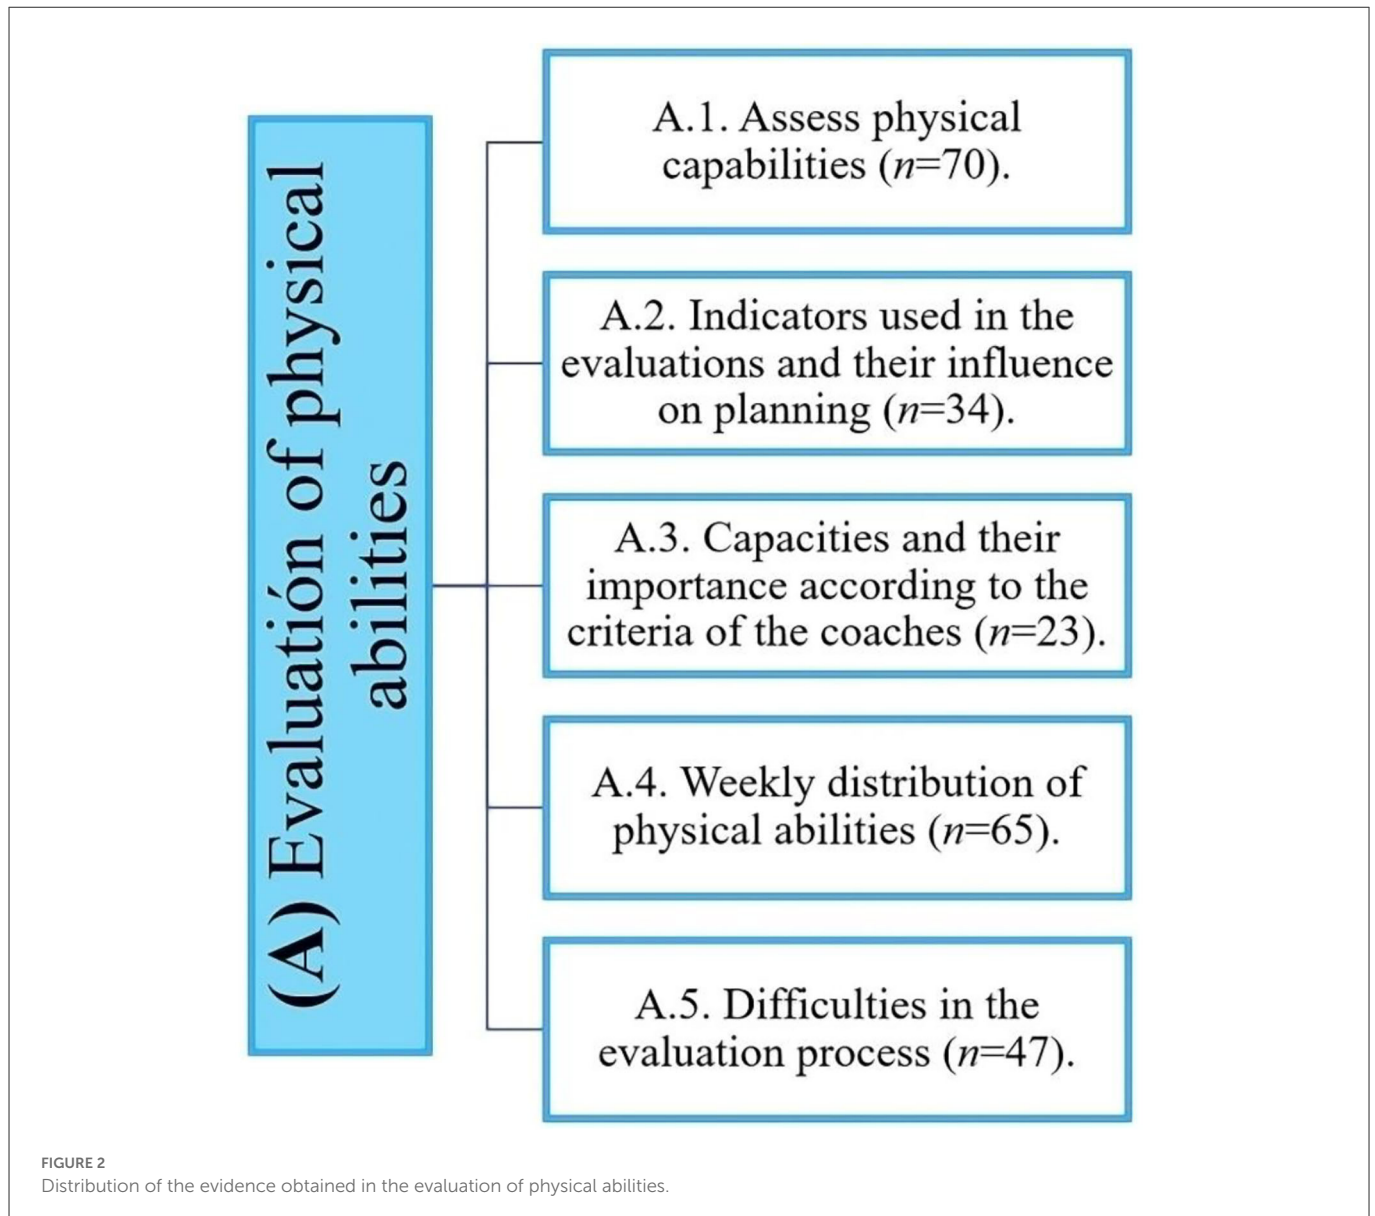 (A) Evaluatión of physical
abilities
A.1. Assess physical
capabilities (n=70).
A.2. Indicators used in the
evaluations and their influence
on planning (n=34).
A.3. Capacities and their
importance according to the
criteria of the coaches (n=23).
A.4. Weekly distribution of
physical abilities (n=65).
A.5. Difficulties in the
evaluation process (n=47).
FIGURE 2
Distribution of the evidence obtained in the evaluation of physical abilities.